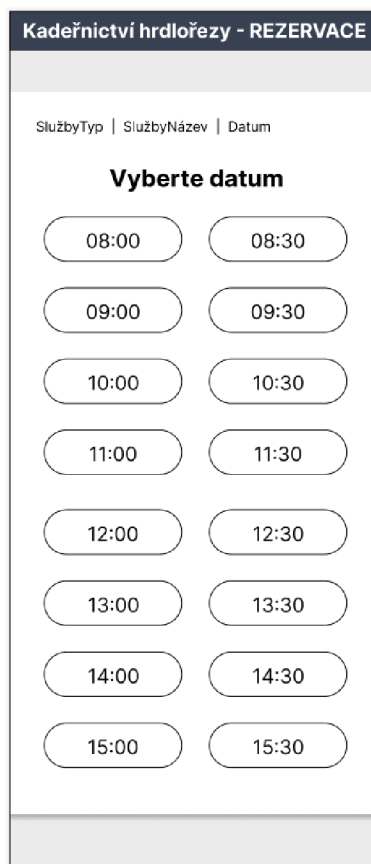 Kadeřnictví hrdlořezy - REZERVACE
SlužbyTyp | SlužbyNázev | Datum
Vyberte datum
08:00 08:30
09:00 09:30
10:00 10:30
11:00 11:30
12:00 12:30
13:00 13:30
14:00 14:30
15:00 15:30